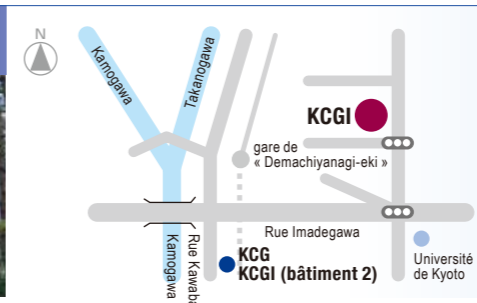 N
Kamogawa
Takanogawa
KCGI
gare de
« Demachiyanagi-eki »
Rue Imadegawa
Kamogawa
Rue Kawaba
KCG
KCGI (bâtiment 2)
Université
de Kyoto